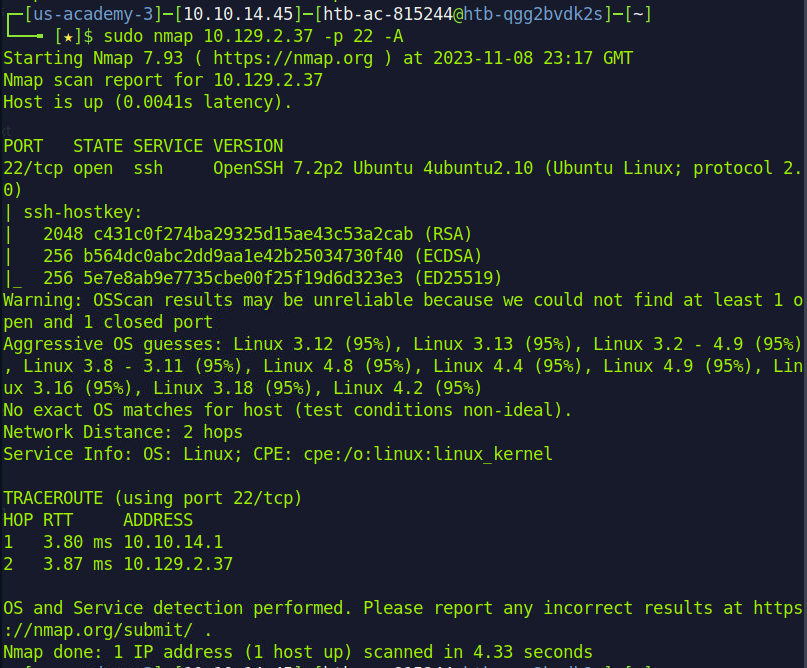 ┌─[us-academy-3]─[10.10.14.45]─[htb-ac-815244@htb-qgg2bvdk2s]─[~]
└──╼ [★]$ sudo nmap 10.129.2.37 -p 22 -A
Starting Nmap 7.93 ( https://nmap.org ) at 2023-11-08 23:17 GMT
Nmap scan report for 10.129.2.37
Host is up (0.0041s latency).

PORT   STATE SERVICE VERSION
22/tcp open  ssh     OpenSSH 7.2p2 Ubuntu 4ubuntu2.10 (Ubuntu Linux; protocol 2.
0)
| ssh-hostkey:
|   2048 c431c0f274ba29325d15ae43c53a2cab (RSA)
|   256 b564dc0abc2dd9aa1e42b25034730f40 (ECDSA)
|_  256 5e7e8ab9e7735cbe00f25f19d6d323e3 (ED25519)
Warning: OSScan results may be unreliable because we could not find at least 1 o
pen and 1 closed port
Aggressive OS guesses: Linux 3.12 (95%), Linux 3.13 (95%), Linux 3.2 - 4.9 (95%)
, Linux 3.8 - 3.11 (95%), Linux 4.8 (95%), Linux 4.4 (95%), Linux 4.9 (95%), Lin
ux 3.16 (95%), Linux 3.18 (95%), Linux 4.2 (95%)
No exact OS matches for host (test conditions non-ideal).
Network Distance: 2 hops
Service Info: OS: Linux; CPE: cpe:/o:linux:linux_kernel

TRACEROUTE (using port 22/tcp)
HOP RTT     ADDRESS
1   3.80 ms 10.10.14.1
2   3.87 ms 10.129.2.37

OS and Service detection performed. Please report any incorrect results at https
://nmap.org/submit/ .
Nmap done: 1 IP address (1 host up) scanned in 4.33 seconds